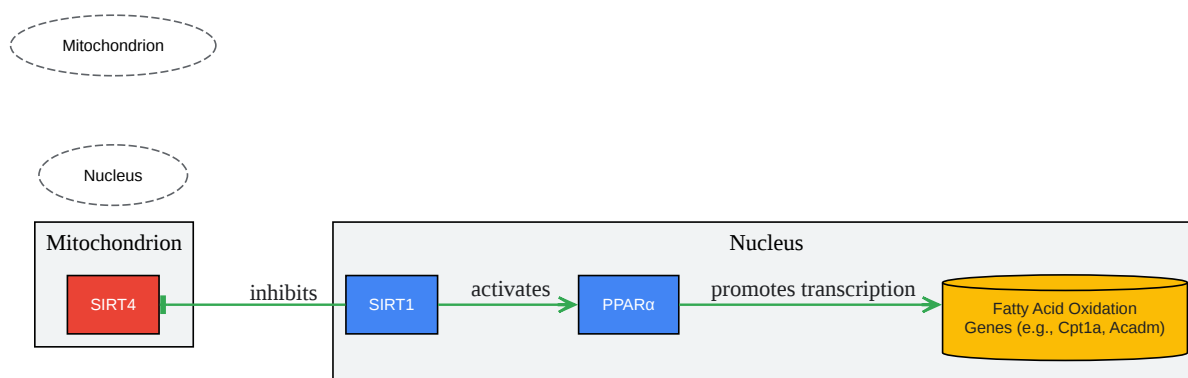 Mitochondrion
Nucleus
Mitochondrion
Nucleus
SIRT4
inhibits
SIRT1
activates
PPARα
promotes transcription
Fatty Acid Oxidation
Genes (e.g., Cpt1a, Acadm)